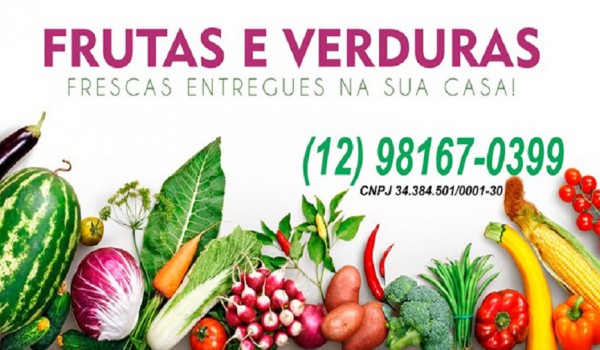 FRUTAS E VERDURAS
FRESCAS ENTREGUES NA SUA CASA!
(12) 98167-0399
CNPJ 34.384.501/0001-30